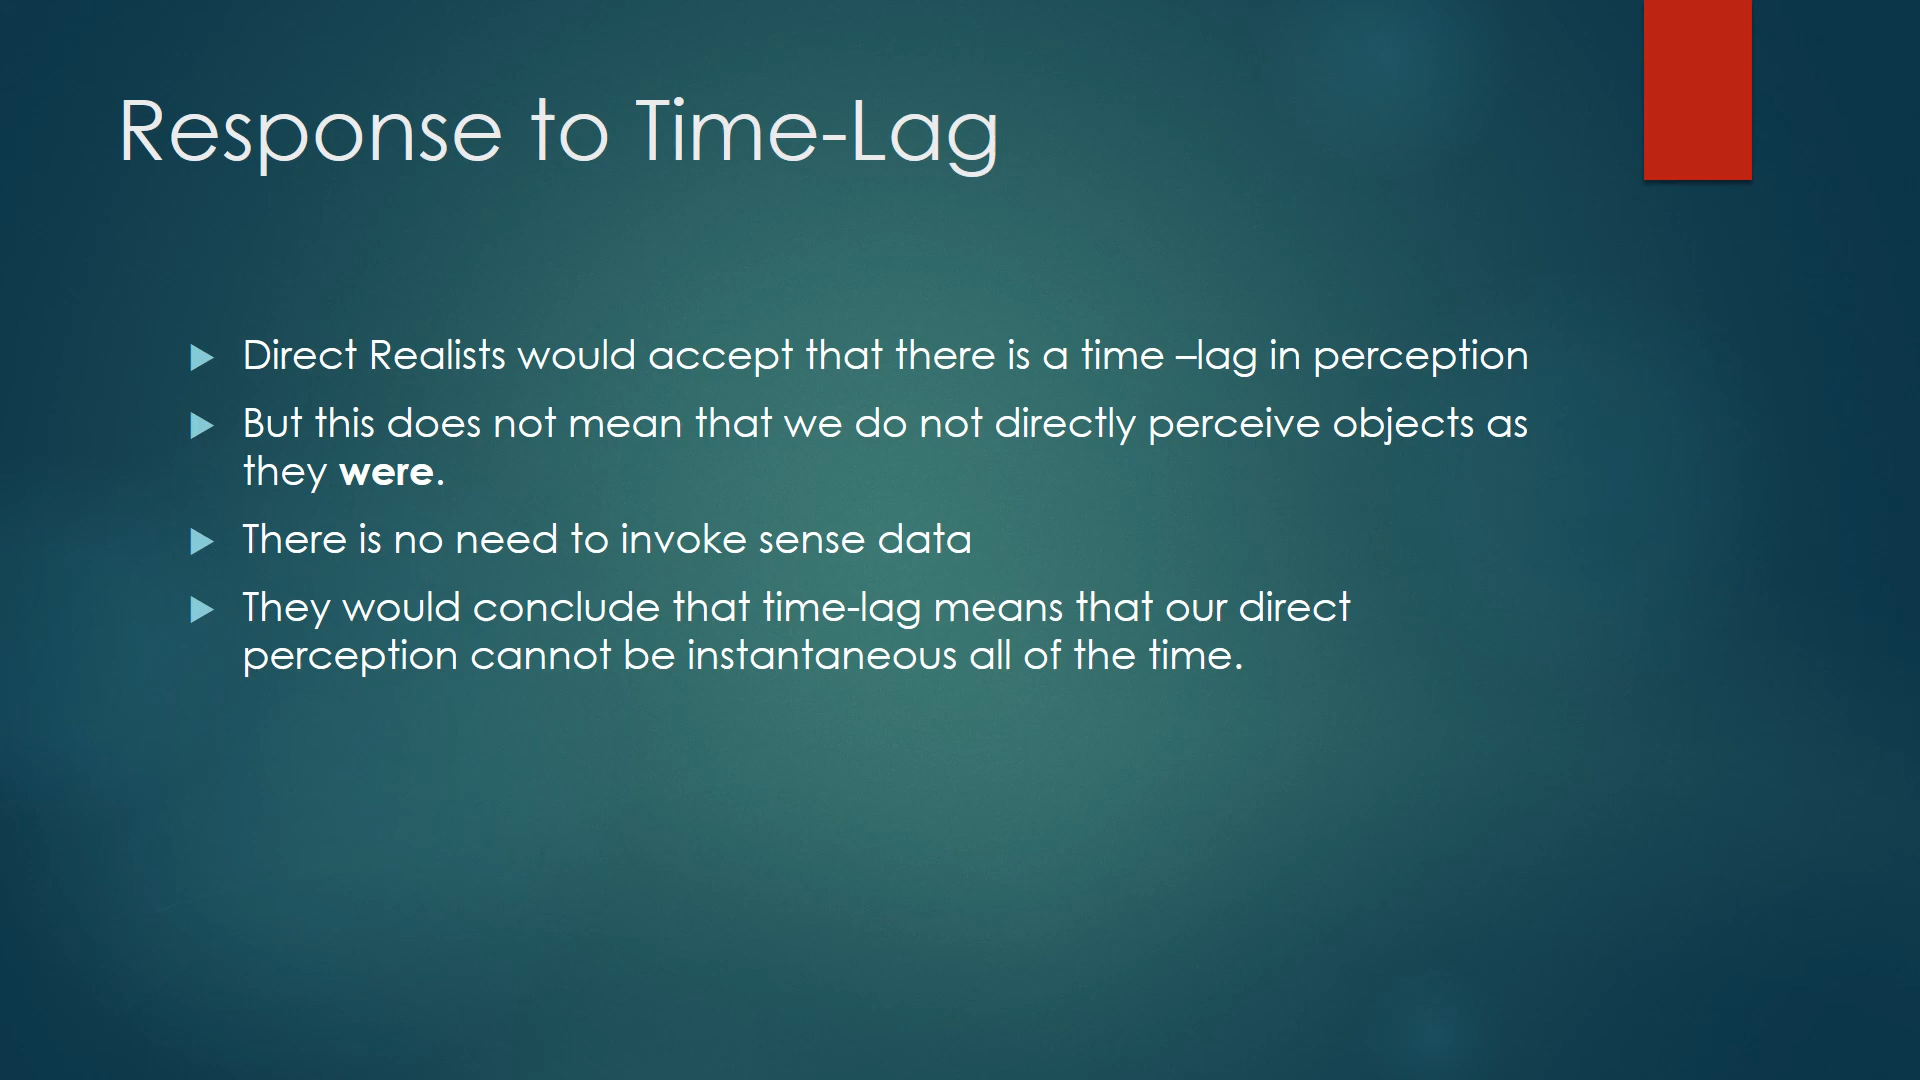 Response to Time-Lag
Direct Realists would accept that there is a time –lag in perception
But this does not mean that we do not directly perceive objects as
they were.
There is no need to invoke sense data
They would conclude that time-lag means that our direct
perception cannot be instantaneous all of the time.